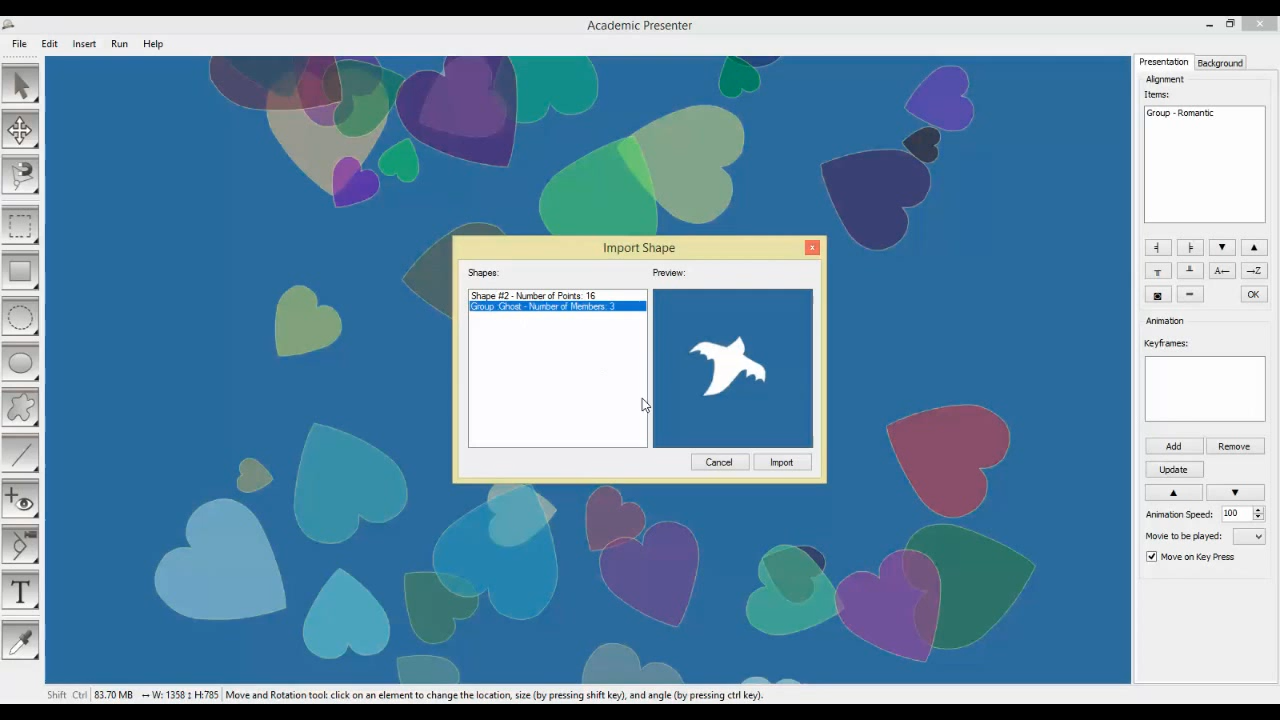 Academic Presenter
File Edit Insert Run Help
Presentation Background
Alignment
Items:
Group - Romantic
Import Shape
Shapes: Preview:
Shape #2 - Number of Points: 16
Group :Ghost - Number of Members: 3
Cancel Import
A← →Z
OK
Animation
Keyframes:
Add Remove
Update
Animation Speed: 100
Movie to be played:
Move on Key Press
T
Shift Ctrl 83.70 MB ↔ W: 1358 ↕ H:785 Move and Rotation tool: click on an element to change the location, size (by pressing shift key), and angle (by pressing ctrl key).